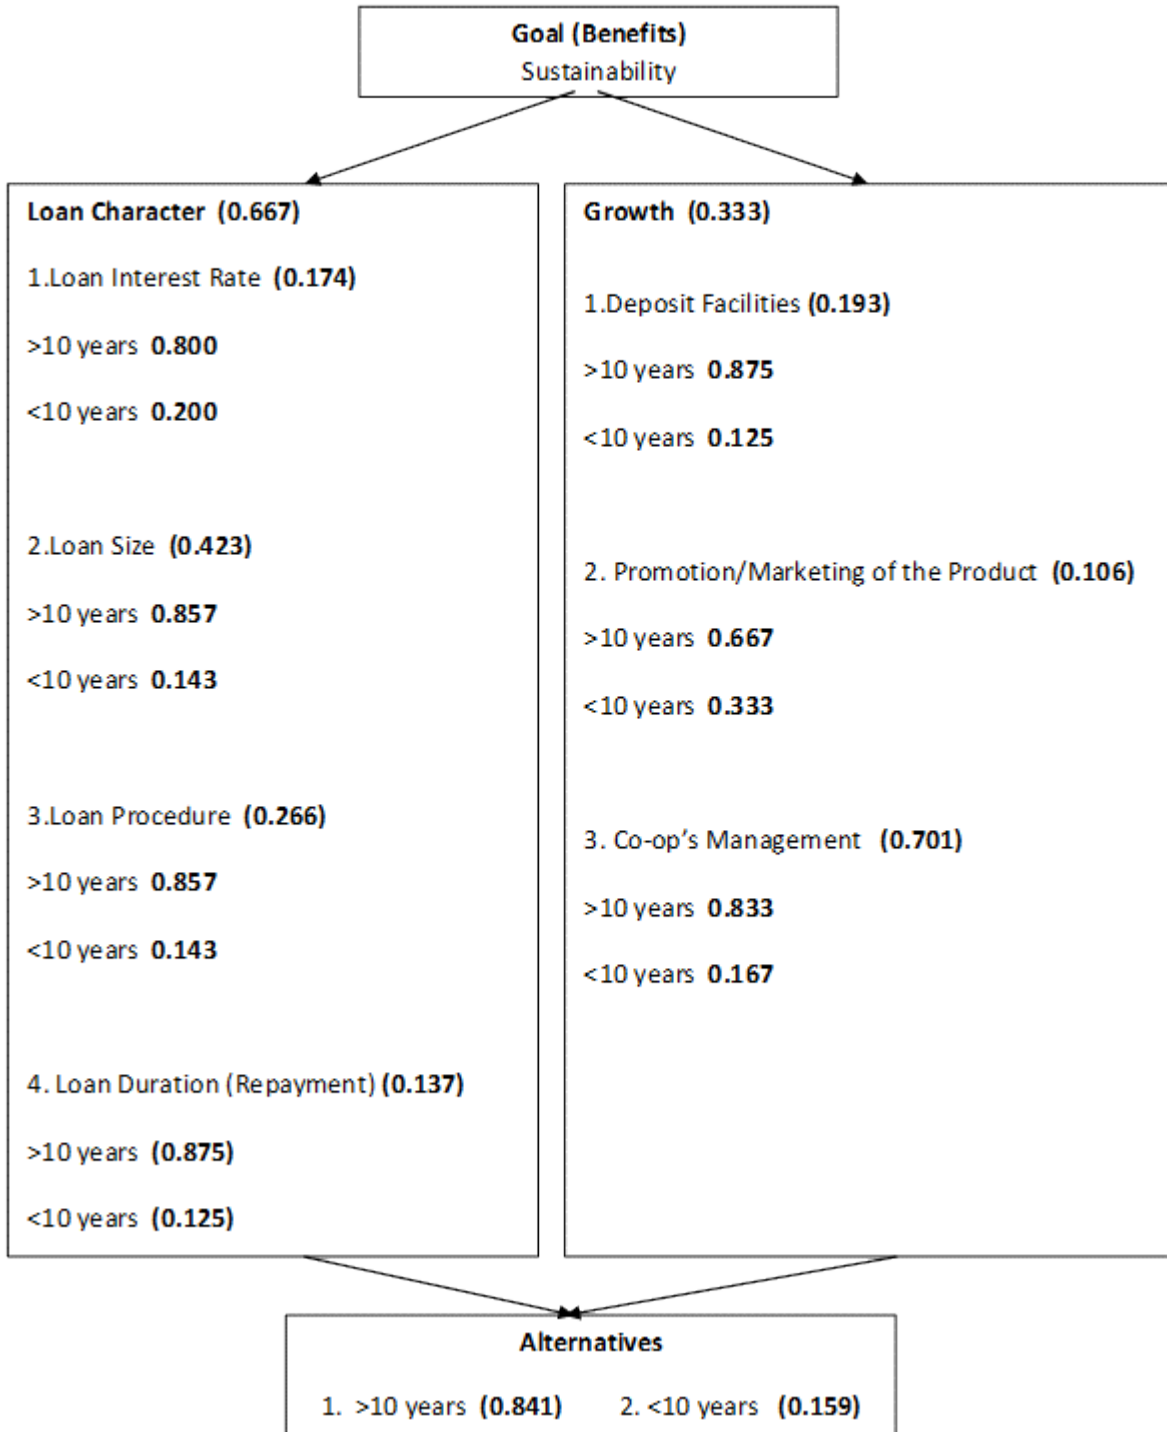 Goal (Benefits)
Sustainability
Loan Character (0.667)
1.Loan Interest Rate (0.174)
>10 years 0.800
<10 years 0.200
2.Loan Size (0.423)
>10 years 0.857
<10 years 0.143
3.Loan Procedure (0.266)
>10 years 0.857
<10 years 0.143
4. Loan Duration (Repayment) (0.137)
>10 years (0.875)
<10 years (0.125)
Growth (0.333)
1.Deposit Facilities (0.193)
>10 years 0.875
<10 years 0.125
2. Promotion/Marketing of the Product (0.106)
>10 years 0.667
<10 years 0.333
3. Co-op’s Management (0.701)
>10 years 0.833
<10 years 0.167
Alternatives
1. >10 years (0.841) 2. <10 years (0.159)